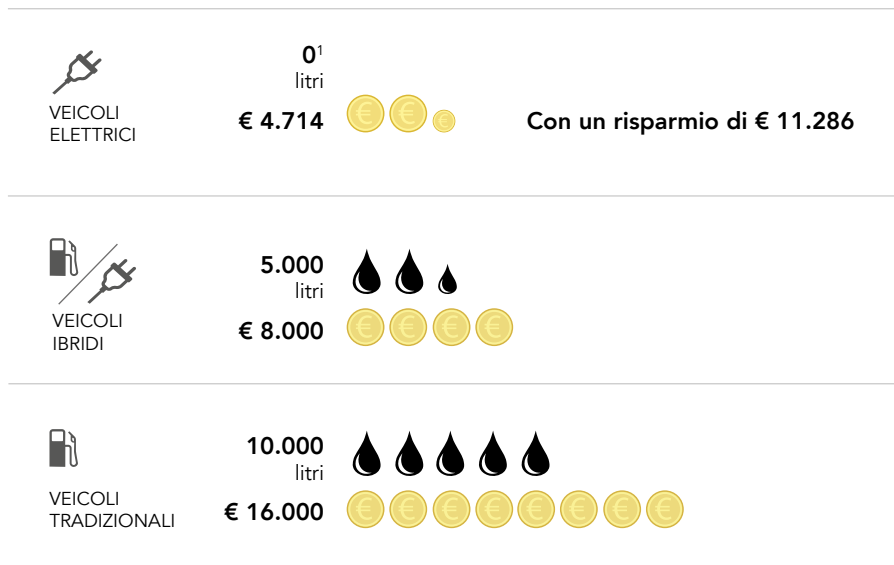 0¹
litri
VEICOLI
ELETTRICI
€ 4.714
Con un risparmio di € 11.286
5.000
litri
VEICOLI
IBRIDI
€ 8.000
10.000
litri
VEICOLI
TRADIZIONALI
€ 16.000